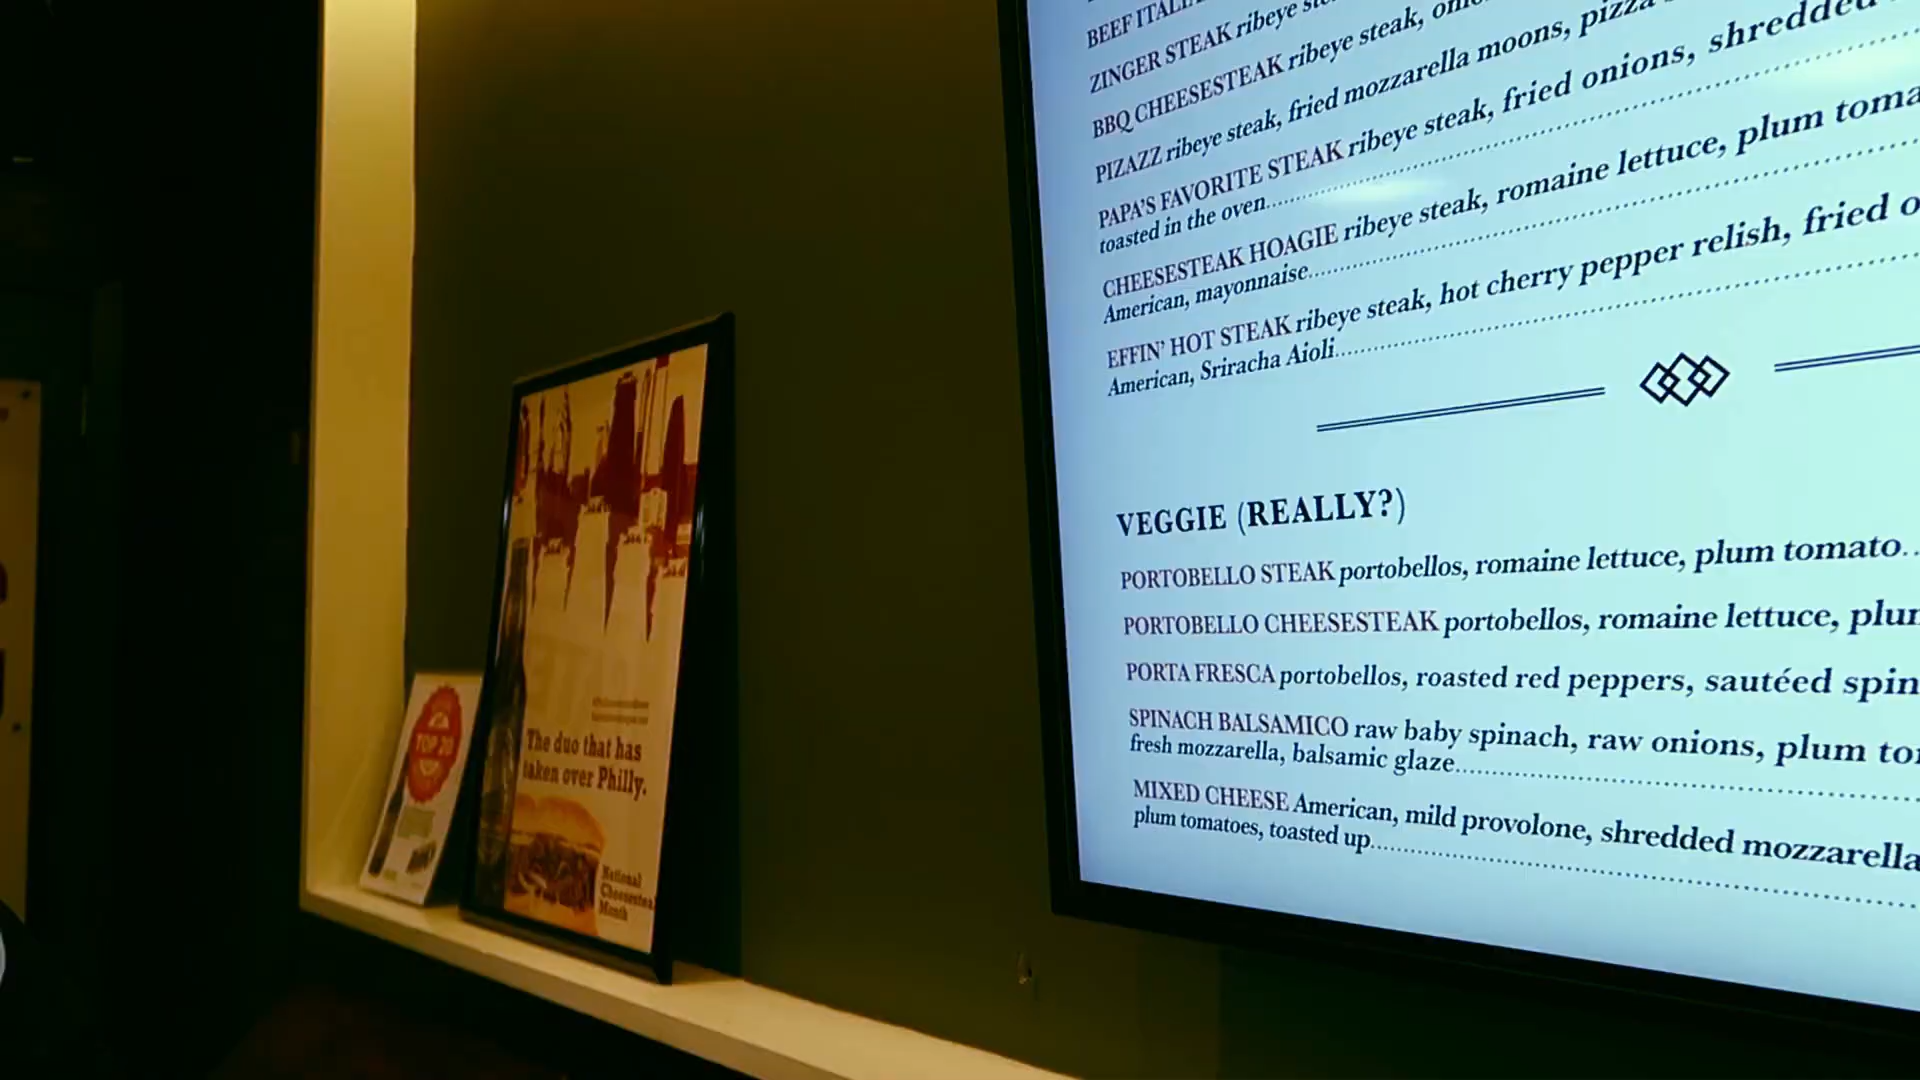 BEEF
ZINGER STEAK ribeye
BBQ CHEESESTEAK ribeye steak,
PIZAZZ ribeye steak, fried mozzarella moons, pizza
PAPA'S FAVORITE STEAK ribeye steak, fried onions, shredded
toasted in the oven
CHEESESTEAK HOAGIE ribeye steak, romaine lettuce, plum
American, mayonnaise
EFFIN' HOT STEAK ribeye steak, hot cherry pepper relish, fried
American, Sriracha Aioli
VEGGIE (REALLY?)
PORTOBELLO STEAK portobellos, romaine lettuce, plum tomato
PORTOBELLO CHEESESTEAK portobellos, romaine lettuce,
PORTA FRESCA portobellos, roasted red peppers, sautéed
SPINACH BALSAMICO raw baby spinach, raw onions, plum
fresh mozzarella, balsamic glaze
MIXED CHEESE American, mild provolone, shredded mozzarella
plum tomatoes, toasted up
TOP 20
The duo that has
taken over Philly.
National
Cheesesteak
Month